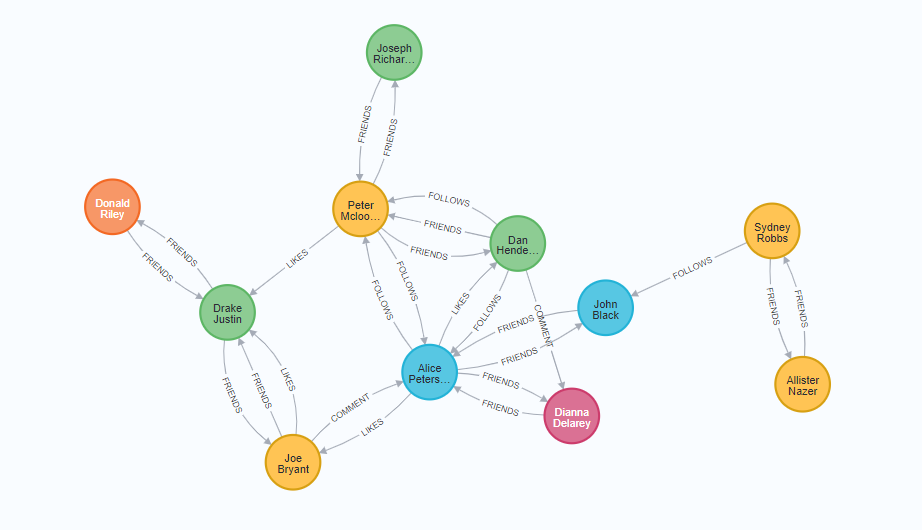 Joseph
Richar...
FRIENDS
FRIENDS
Donald
Riley
FRIENDS
FRIENDS
Peter
Mcloo...
FOLLOWS
FRIENDS
FRIENDS
Dan
Hende...
Sydney
Robbs
FOLLOWS
LIKES
FOLLOWS
FOLLOWS
LIKES
FOLLOWS
COMMENT
John
Black
FRIENDS
FRIENDS
FRIENDS
FRIENDS
Drake
Justin
Alice
Peters...
FRIENDS
FRIENDS
Allister
Nazer
Dianna
Delarey
FRIENDS
FRIENDS
LIKES
COMMENT
LIKES
Joe
Bryant